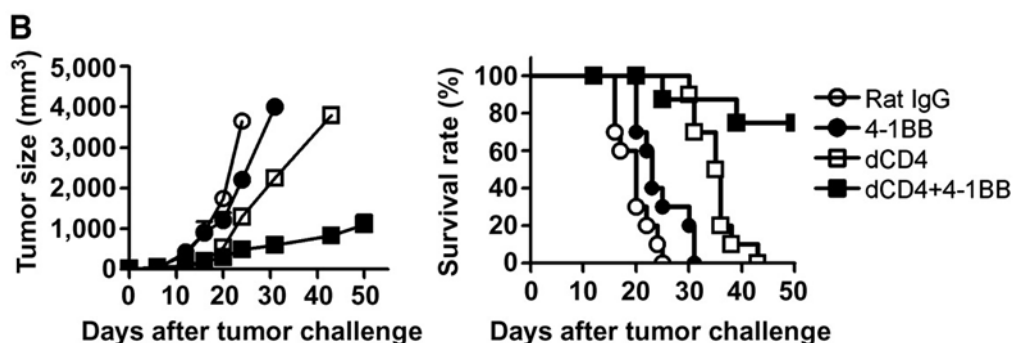 B
Tumor size (mm³)
5,000
4,000
3,000
2,000
1,000
0
0 10 20 30 40 50
Days after tumor challenge
Survival rate (%)
100
80
60
40
20
0
0 10 20 30 40 50
Days after tumor challenge
Rat IgG
4-1BB
dCD4
dCD4+4-1BB